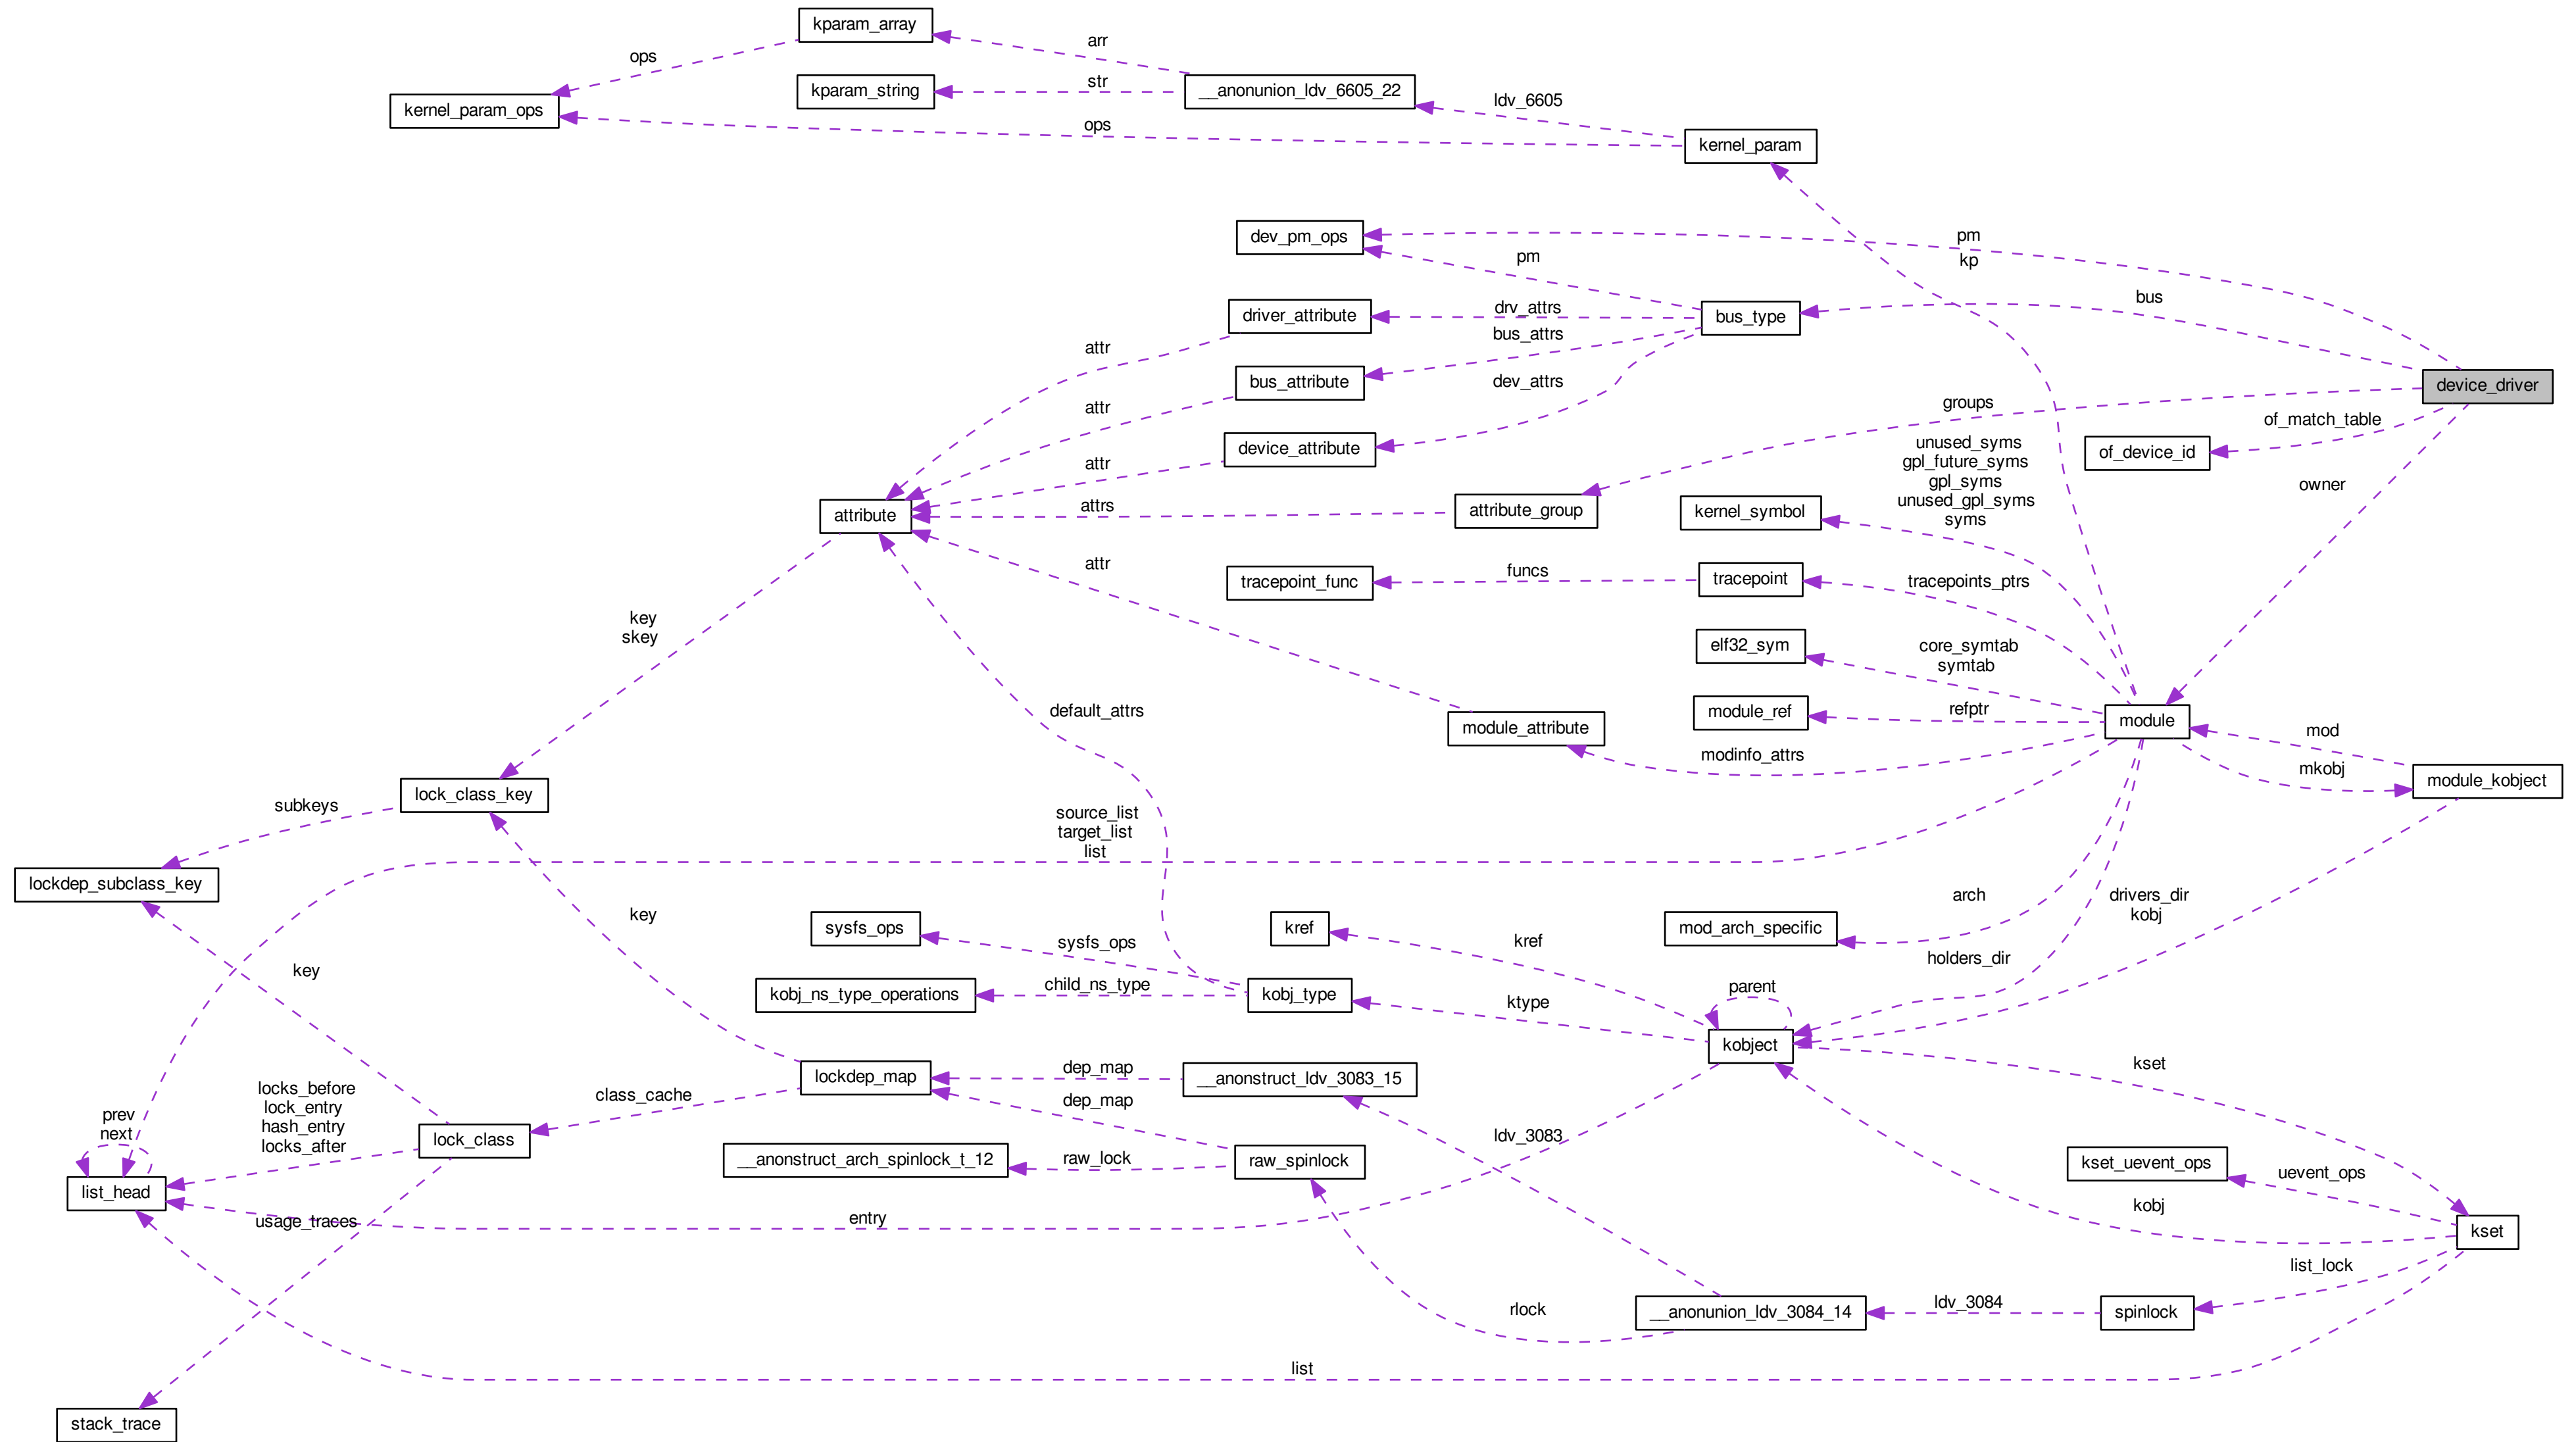 kparam_array
arr
ops
kparam_string
str
__anonunion_ldv_6605_22
kernel_param_ops
ldv_6605
ops
kernel_param
dev_pm_ops
pm
kp
pm
bus
driver_attribute
drv_attrs
bus_type
bus_attrs
attr
bus_attribute
dev_attrs
device_driver
attr
groups
of_match_table
device_attribute
unused_syms
gpl_future_syms
gpl_syms
unused_gpl_syms
syms
of_device_id
attr
owner
attribute
attrs
attribute_group
kernel_symbol
attr
tracepoint_func
funcs
tracepoint
tracepoints_ptrs
key
skey
elf32_sym
core_symtab
symtab
default_attrs
module_attribute
module_ref
refptr
module
modinfo_attrs
mod
mkobj
module_kobject
lock_class_key
subkeys
source_list
target_list
list
lockdep_subclass_key
key
arch
drivers_dir
kobj
sysfs_ops
sysfs_ops
kref
kref
mod_arch_specific
holders_dir
key
kobj_ns_type_operations
child_ns_type
kobj_type
ktype
parent
kobject
kset
lockdep_map
dep_map
__anonstruct_ldv_3083_15
class_cache
dep_map
locks_before
lock_entry
hash_entry
locks_after
prev
next
lock_class
ldv_3083
__anonstruct_arch_spinlock_t_12
raw_lock
raw_spinlock
kset_uevent_ops
uevent_ops
list_head
usage_traces
entry
kobj
kset
list_lock
rlock
__anonunion_ldv_3084_14
ldv_3084
spinlock
list
stack_trace